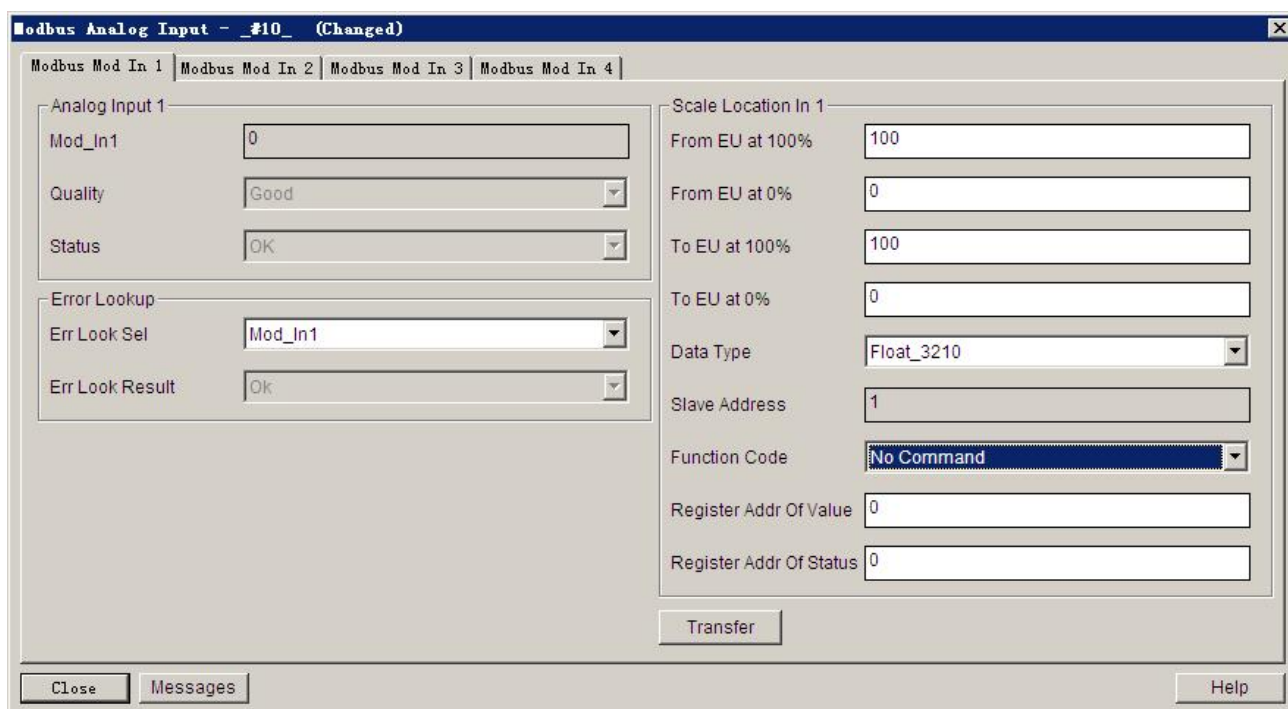 Modbus Analog Input - _#10_ (Changed)
Modbus Mod In 1 Modbus Mod In 2 Modbus Mod In 3 Modbus Mod In 4
Analog Input 1
Mod_In1 0
Quality Good
Status OK
Error Lookup
Err Look Sel Mod_In1
Err Look Result Ok
Scale Location In 1
From EU at 100% 100
From EU at 0% 0
To EU at 100% 100
To EU at 0% 0
Data Type Float_3210
Slave Address 1
Function Code No Command
Register Addr Of Value 0
Register Addr Of Status 0
Transfer
Close Messages Help